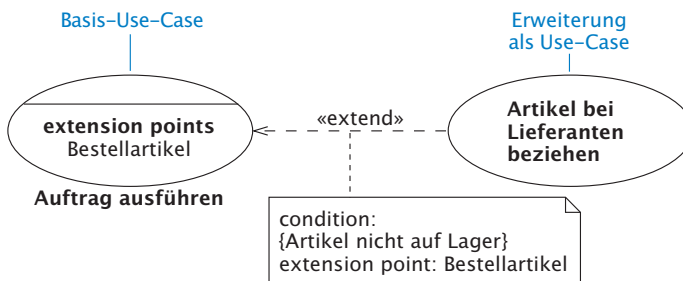 Basis-Use-Case
Erweiterung
als Use-Case
extension points
Bestellartikel
«extend»
Artikel bei
Lieferanten
beziehen
Auftrag ausführen
condition:
{Artikel nicht auf Lager}
extension point: Bestellartikel